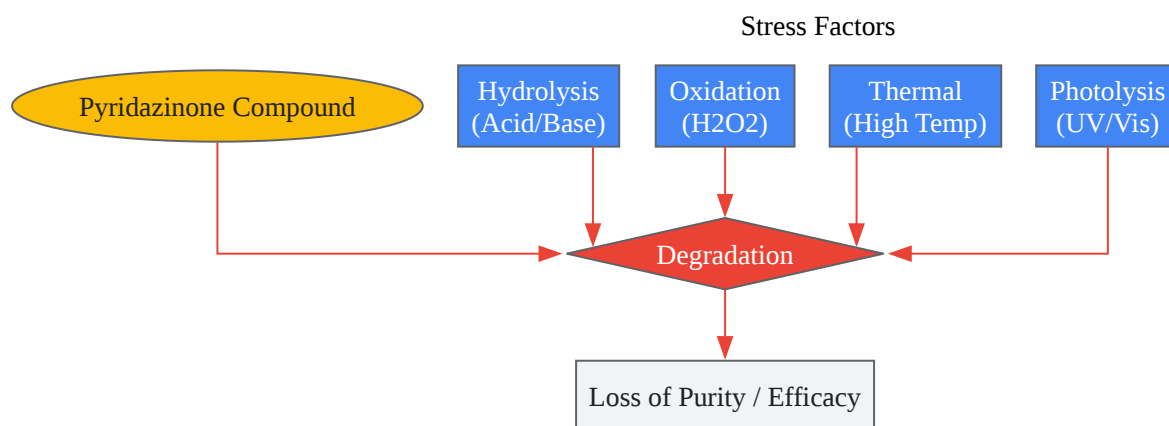 Stress Factors
Pyridazinone Compound
Hydrolysis
(Acid/Base)
Oxidation
(H2O2)
Thermal
(High Temp)
Photolysis
(UV/Vis)
Degradation
Loss of Purity / Efficacy